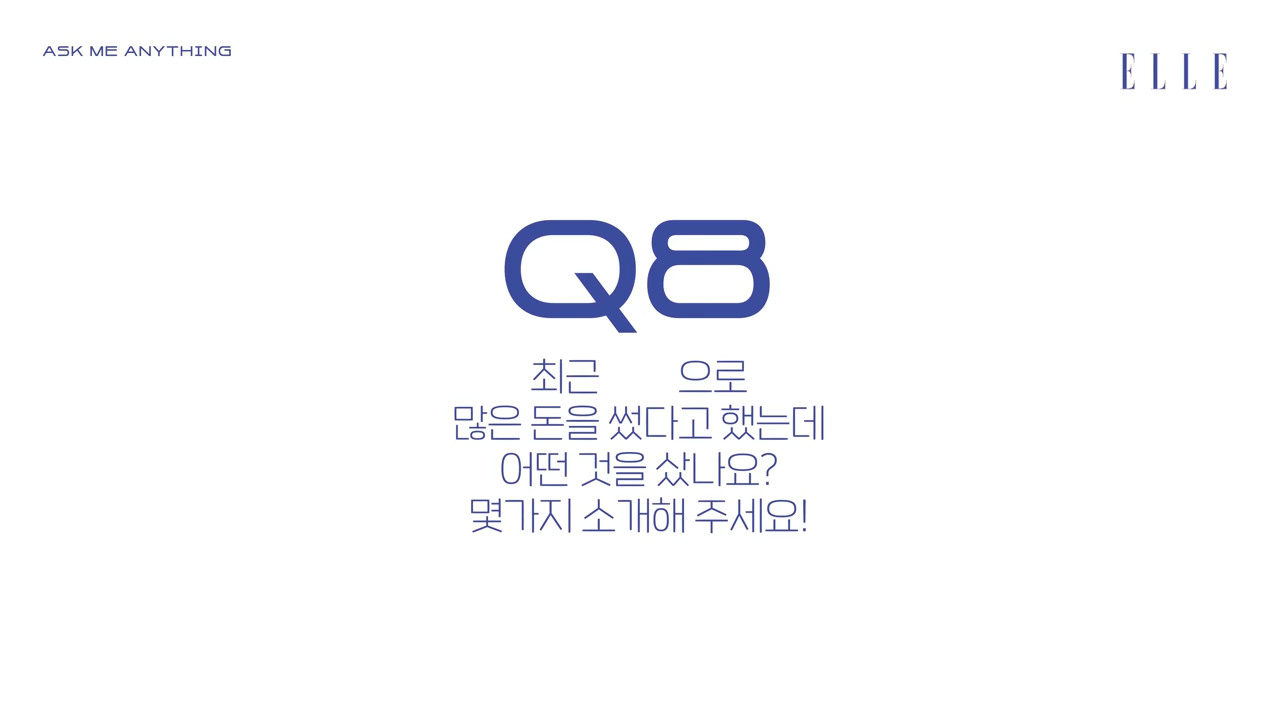 ASK ME ANYTHING
ELLE
Q8
최근 으로
많은 돈을 썼다고 했는데
어떤 것을 샀나요?
몇가지 소개해 주세요!